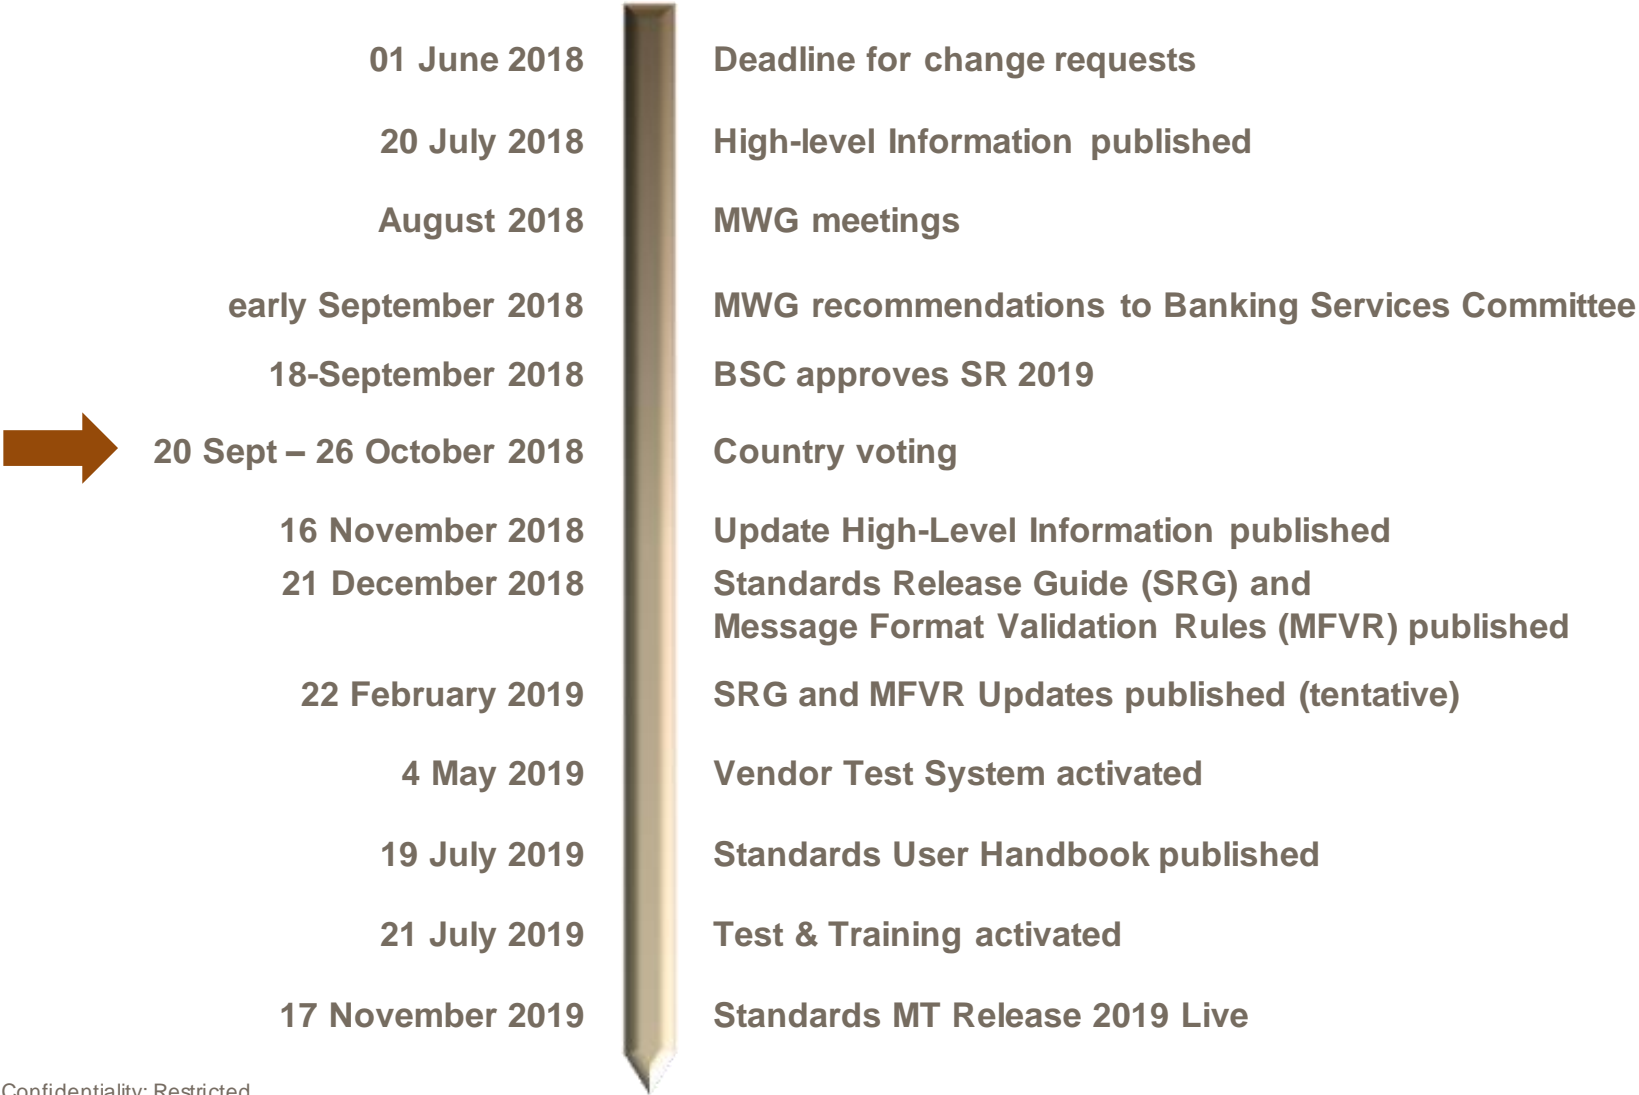 01 June 2018 Deadline for change requests
20 July 2018 High-level Information published
August 2018 MWG meetings
early September 2018 MWG recommendations to Banking Services Committee
18-September 2018 BSC approves SR 2019
20 Sept – 26 October 2018 Country voting
16 November 2018 Update High-Level Information published
21 December 2018 Standards Release Guide (SRG) and
Message Format Validation Rules (MFVR) published
22 February 2019 SRG and MFVR Updates published (tentative)
4 May 2019 Vendor Test System activated
19 July 2019 Standards User Handbook published
21 July 2019 Test & Training activated
17 November 2019 Standards MT Release 2019 Live
Confidentiality: Restricted